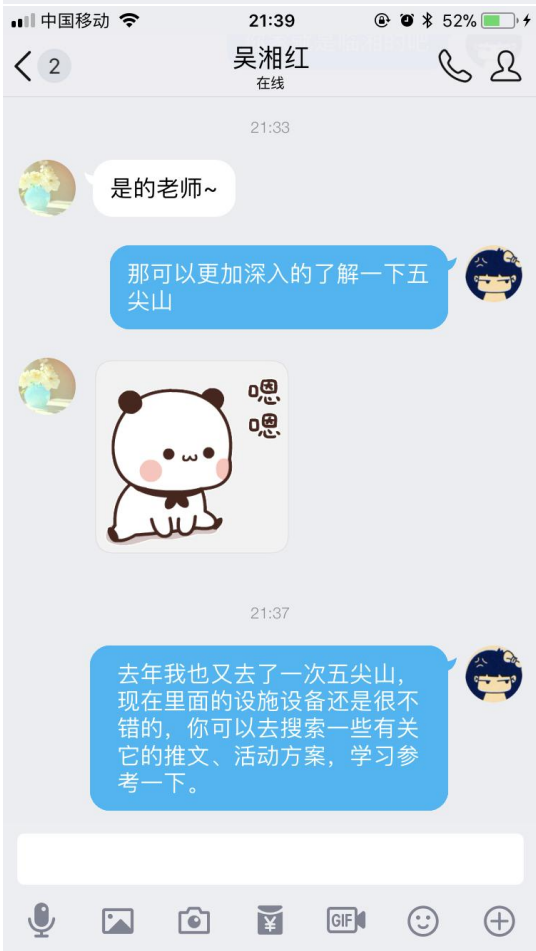 中国移动
21:39
52%
2
吴湘红
在线
21:33
是的老师~
那可以更加深入的了解一下五
尖山
嗯
嗯
21:37
去年我也又去了一次五尖山，
现在里面的设施设备还是很不
错的，你可以去搜索一些有关
它的推文、活动方案，学习参
考一下。
¥
GIF